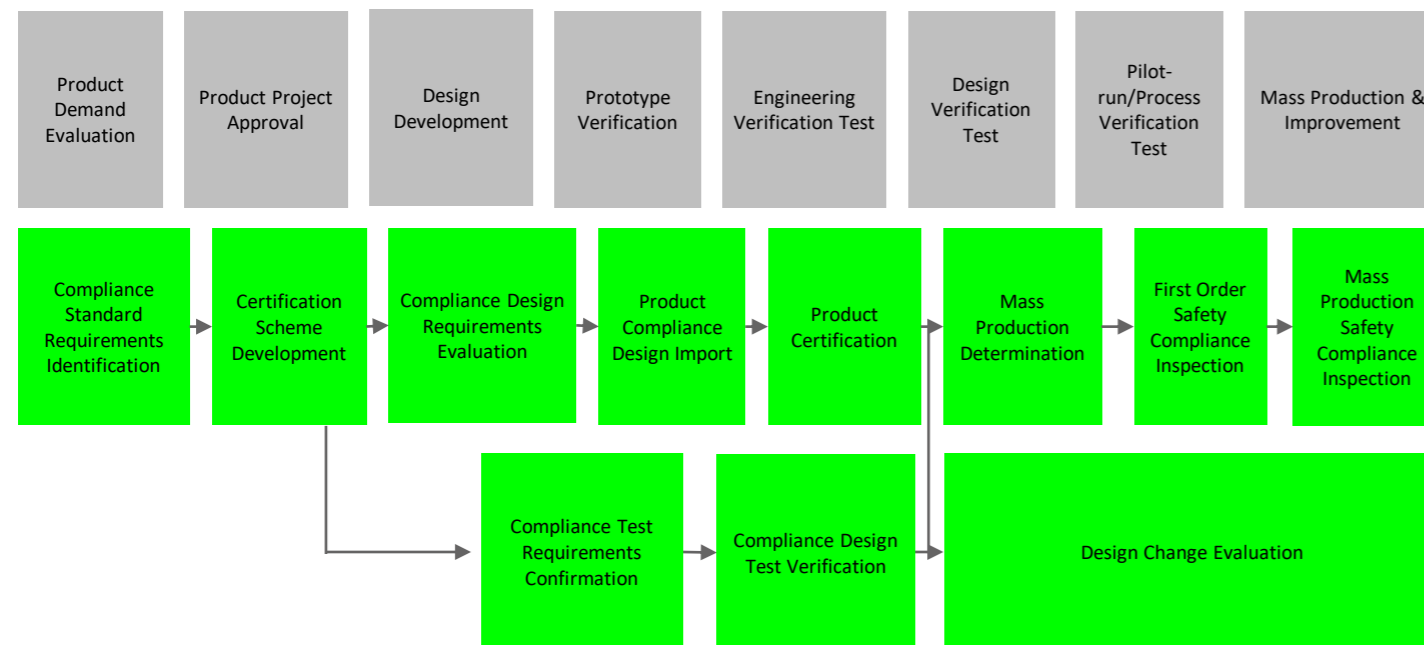 Product
Demand
Evaluation
Product Project
Approval
Design
Development
Prototype
Verification
Engineering
Verification Test
Design
Verification
Test
Pilot-
run/Process
Verification
Test
Mass Production &
Improvement
Compliance
Standard
Requirements
Identification
Certification
Scheme
Development
Compliance Design
Requirements
Evaluation
Product
Compliance
Design Import
Product
Certification
Mass
Production
Determination
First Order
Safety
Compliance
Inspection
Mass
Production
Safety
Compliance
Inspection
Compliance Test
Requirements
Confirmation
Compliance Design
Test Verification
Design Change Evaluation